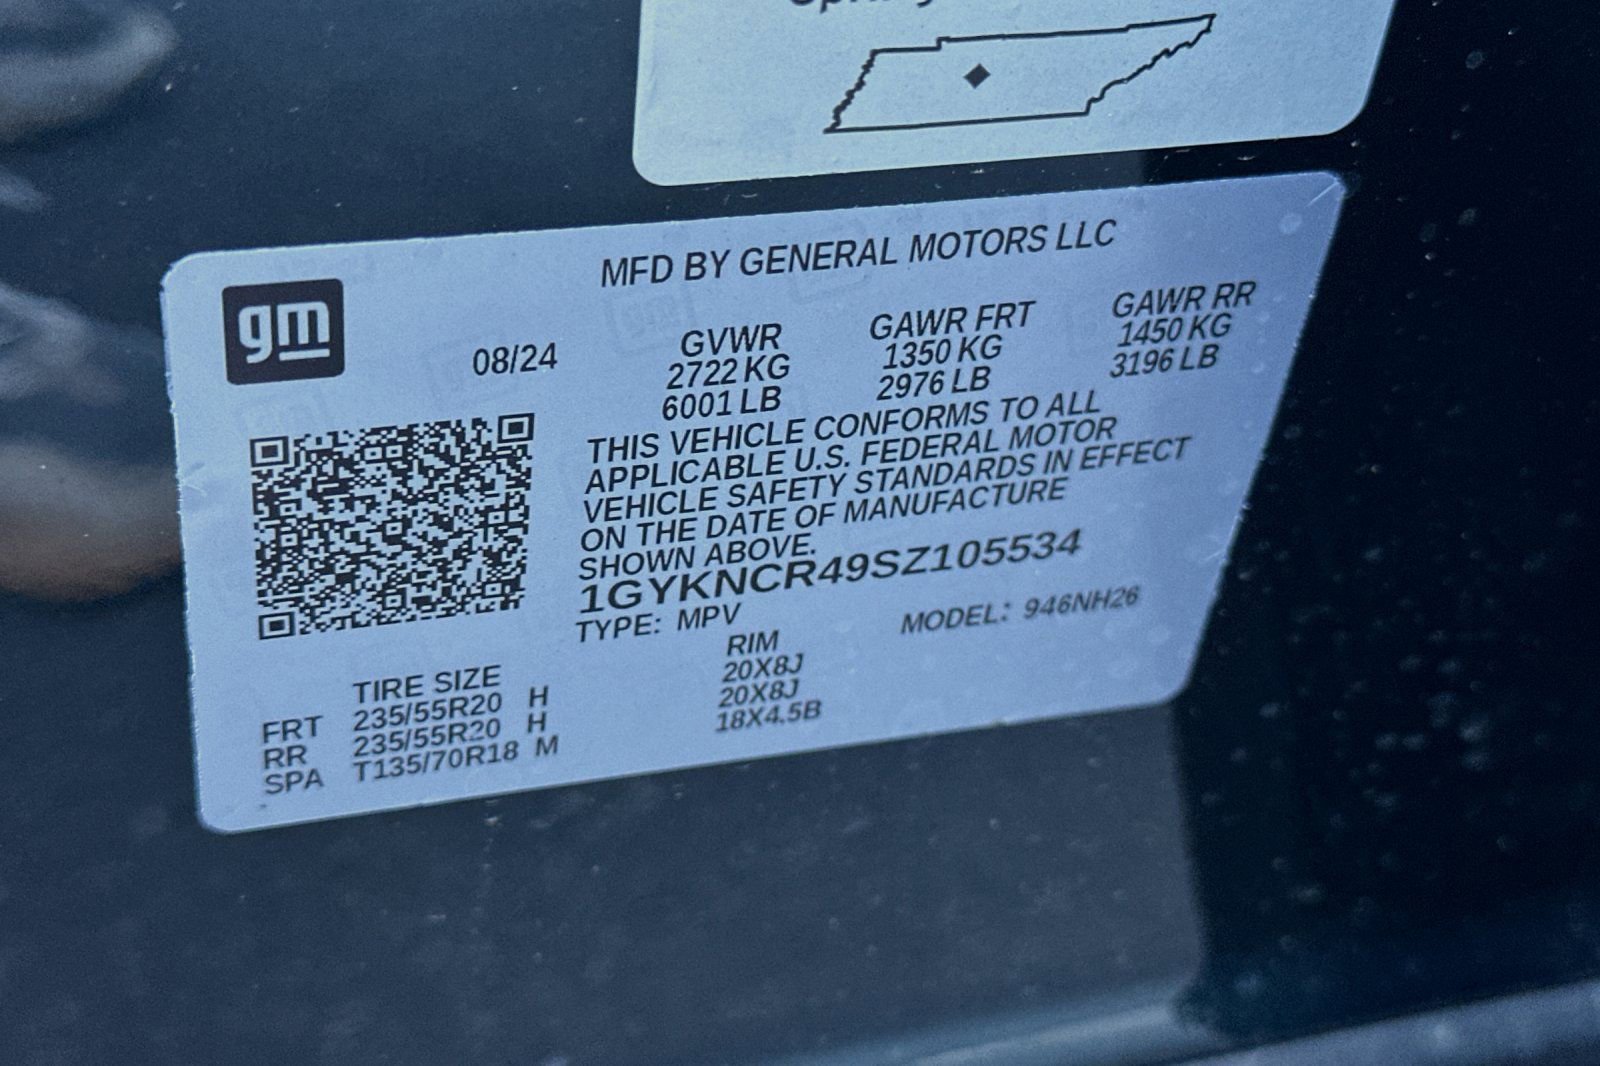 gm
MFD BY GENERAL MOTORS LLC
08/24
GVWR
2722 KG
6001 LB
GAWR FRT
1350 KG
2976 LB
GAWR RR
1450 KG
3196 LB
THIS VEHICLE CONFORMS TO ALL
APPLICABLE U.S. FEDERAL MOTOR
VEHICLE SAFETY STANDARDS IN EFFECT
ON THE DATE OF MANUFACTURE
SHOWN ABOVE.
1GYKNCR49SZ105534
TYPE: MPV MODEL: 946NH26
TIRE SIZE RIM
FRT 235/55R20 H 20X8J
RR 235/55R20 H 20X8J
SPA T135/70R18 M 18X4.5B